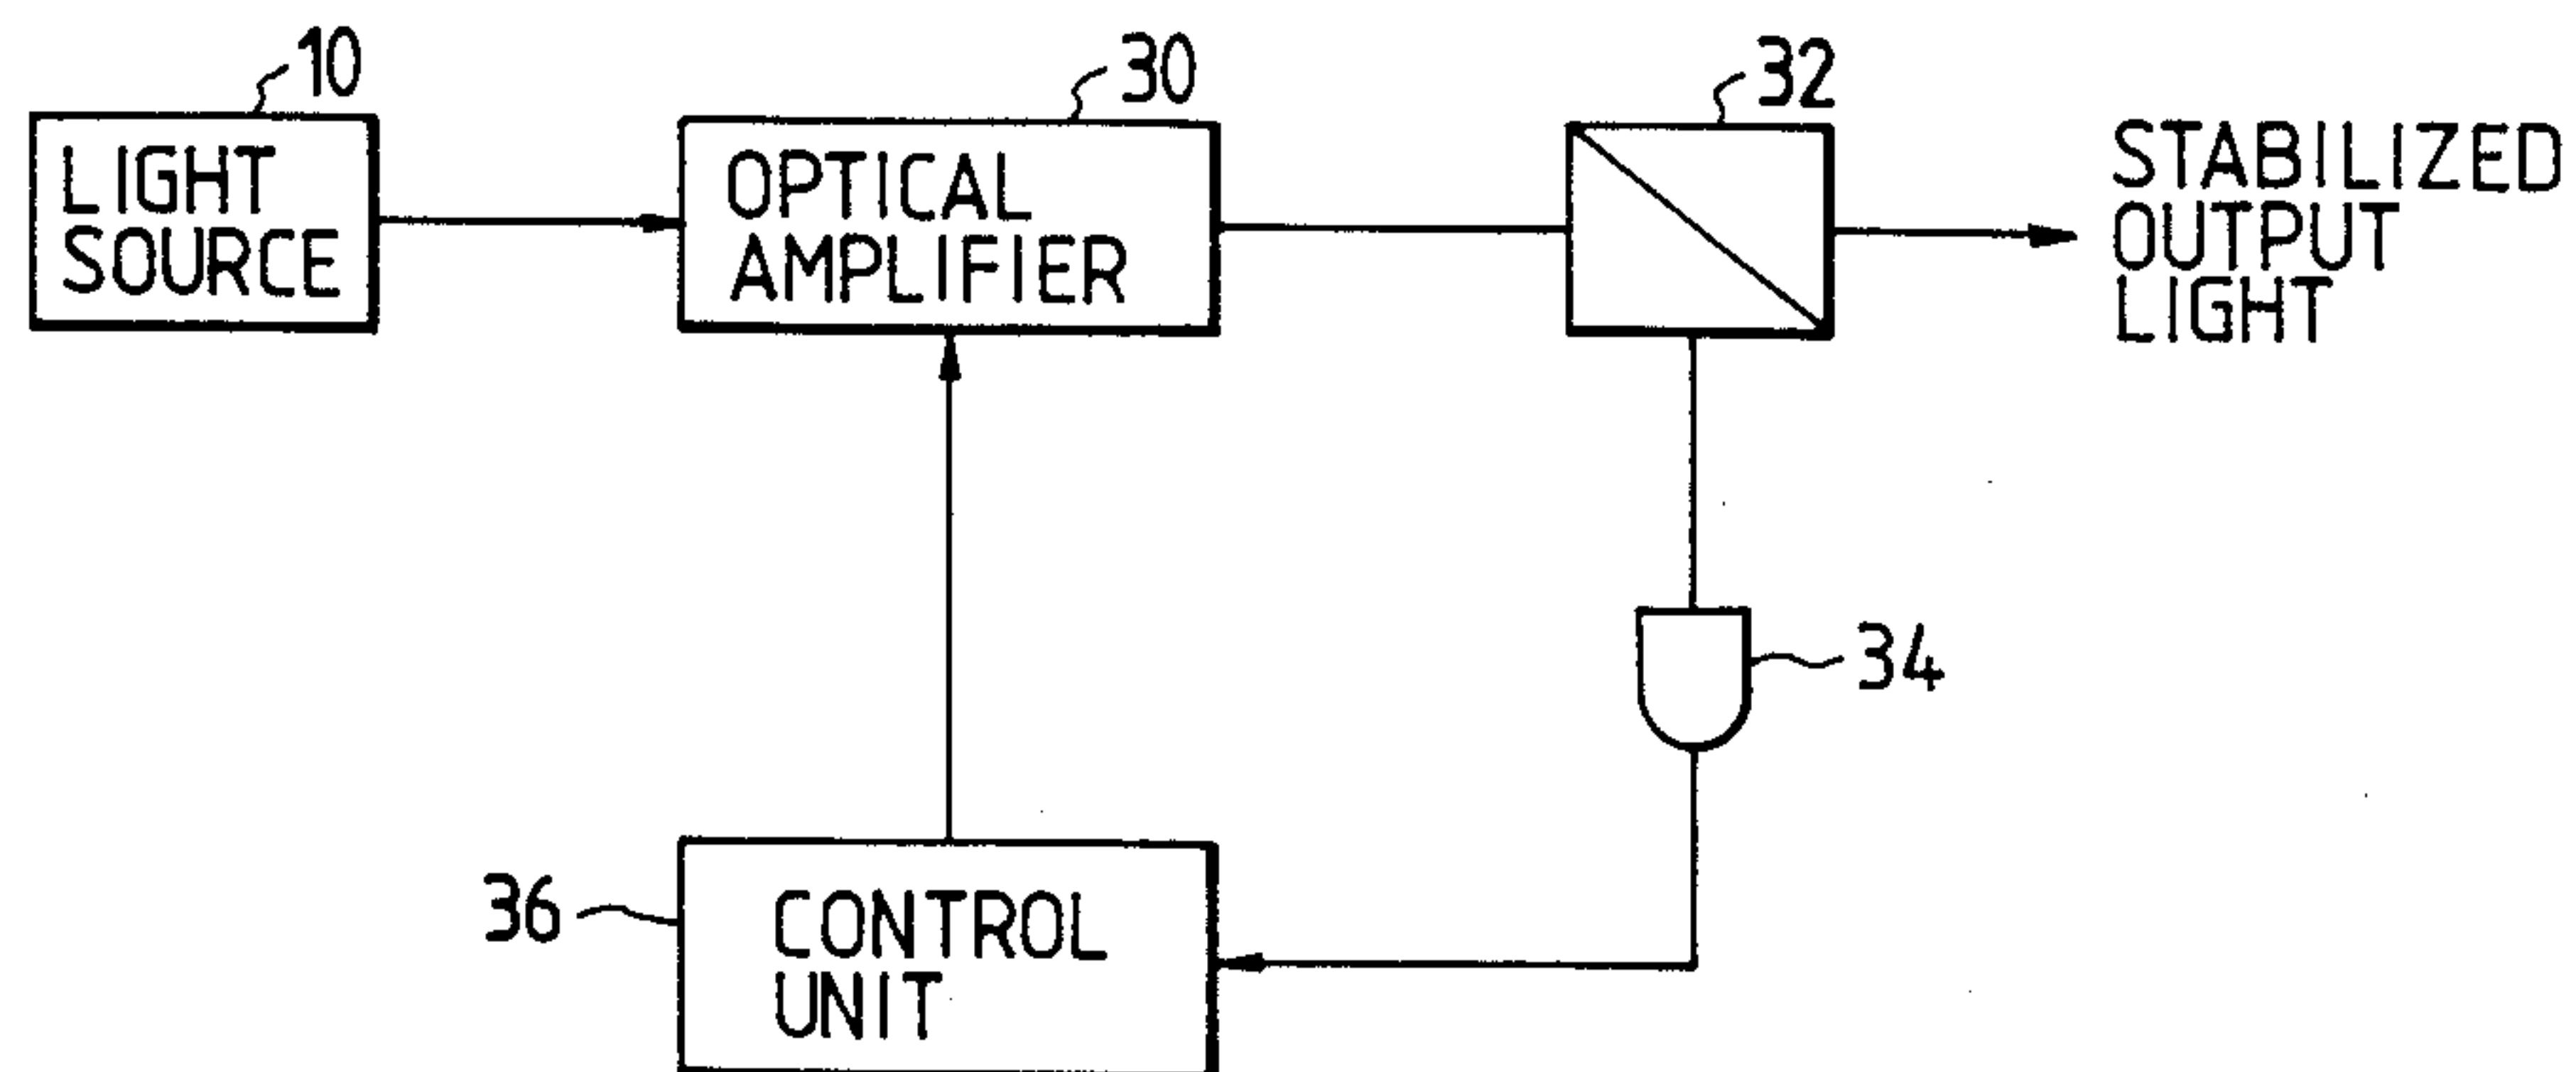 10
30
32
LIGHT
SOURCE
OPTICAL
AMPLIFIER
STABILIZED
OUTPUT
LIGHT
34
36
CONTROL
UNIT